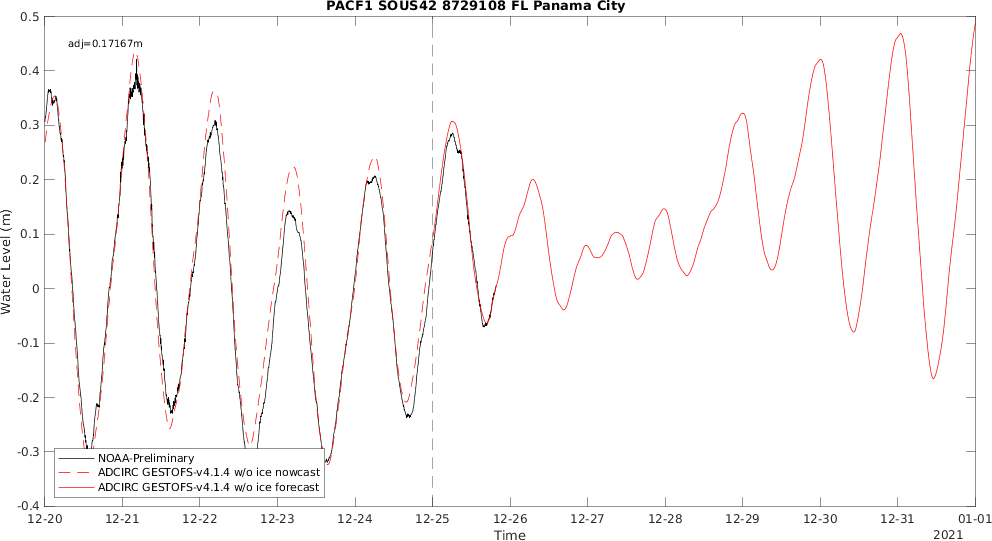 PACF1 SOUS42 8729108 FL Panama City
adj=0.17167m
Water Level (m)
0.5
0.4
0.3
0.2
0.1
0
-0.1
-0.2
-0.3
-0.4
NOAA-Preliminary
ADCIRC GESTOFS-v4.1.4 w/o ice nowcast
ADCIRC GESTOFS-v4.1.4 w/o ice forecast
12-20 12-21 12-22 12-23 12-24 12-25 12-26 12-27 12-28 12-29 12-30 12-31 01-01
Time
2021